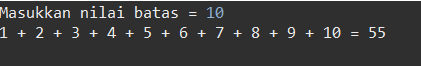 Masukkan nilai batas = 10
1 + 2 + 3 + 4 + 5 + 6 + 7 + 8 + 9 + 10 = 55